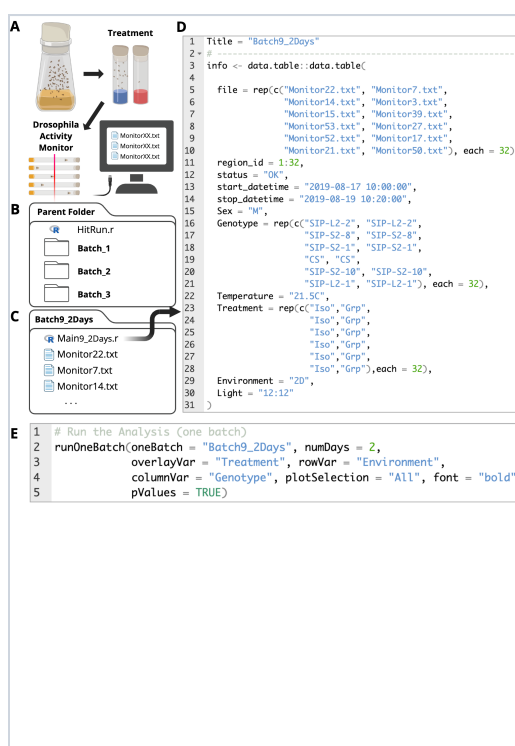 A
Treatment
Drosophila
Activity
Monitor
MonitorXX.txt
MonitorXX.txt
MonitorXX.txt
B
Parent Folder
R HitRun.r
Batch_1
Batch_2
Batch_3
C
Batch9_2Days
R Main9_2Days.r
Monitor22.txt
Monitor7.txt
Monitor14.txt
...
D
1 Title = "Batch9_2Days"
2 # ------------------------------------------------
3 info <- data.table::data.table(
4
5 file = rep(c("Monitor22.txt", "Monitor7.txt",
6 "Monitor14.txt", "Monitor3.txt",
7 "Monitor15.txt", "Monitor39.txt",
8 "Monitor53.txt", "Monitor27.txt",
9 "Monitor52.txt", "Monitor17.txt",
10 "Monitor21.txt", "Monitor50.txt"), each = 32)
11 region_id = 1:32,
12 status = "OK",
13 start_datetime = "2019-08-17 10:00:00",
14 stop_datetime = "2019-08-19 10:20:00",
15 Sex = "M",
16 Genotype = rep(c("SIP-L2-2", "SIP-L2-2",
17 "SIP-S2-8", "SIP-S2-8",
18 "SIP-S2-1", "SIP-S2-1",
19 "CS", "CS",
20 "SIP-S2-10", "SIP-S2-10",
21 "SIP-L2-1", "SIP-L2-1"), each = 32),
22 Temperature = "21.5C",
23 Treatment = rep(c("Iso","Grp",
24 "Iso","Grp",
25 "Iso","Grp",
26 "Iso","Grp",
27 "Iso","Grp",
28 "Iso","Grp"),each = 32),
29 Environment = "2D",
30 Light = "12:12"
31 )
E
1 # Run the Analysis (one batch)
2 runOneBatch(oneBatch = "Batch9_2Days", numDays = 2,
3 overlayVar = "Treatment", rowVar = "Environment",
4 columnVar = "Genotype", plotSelection = "All", font = "bold"
5 pValues = TRUE)